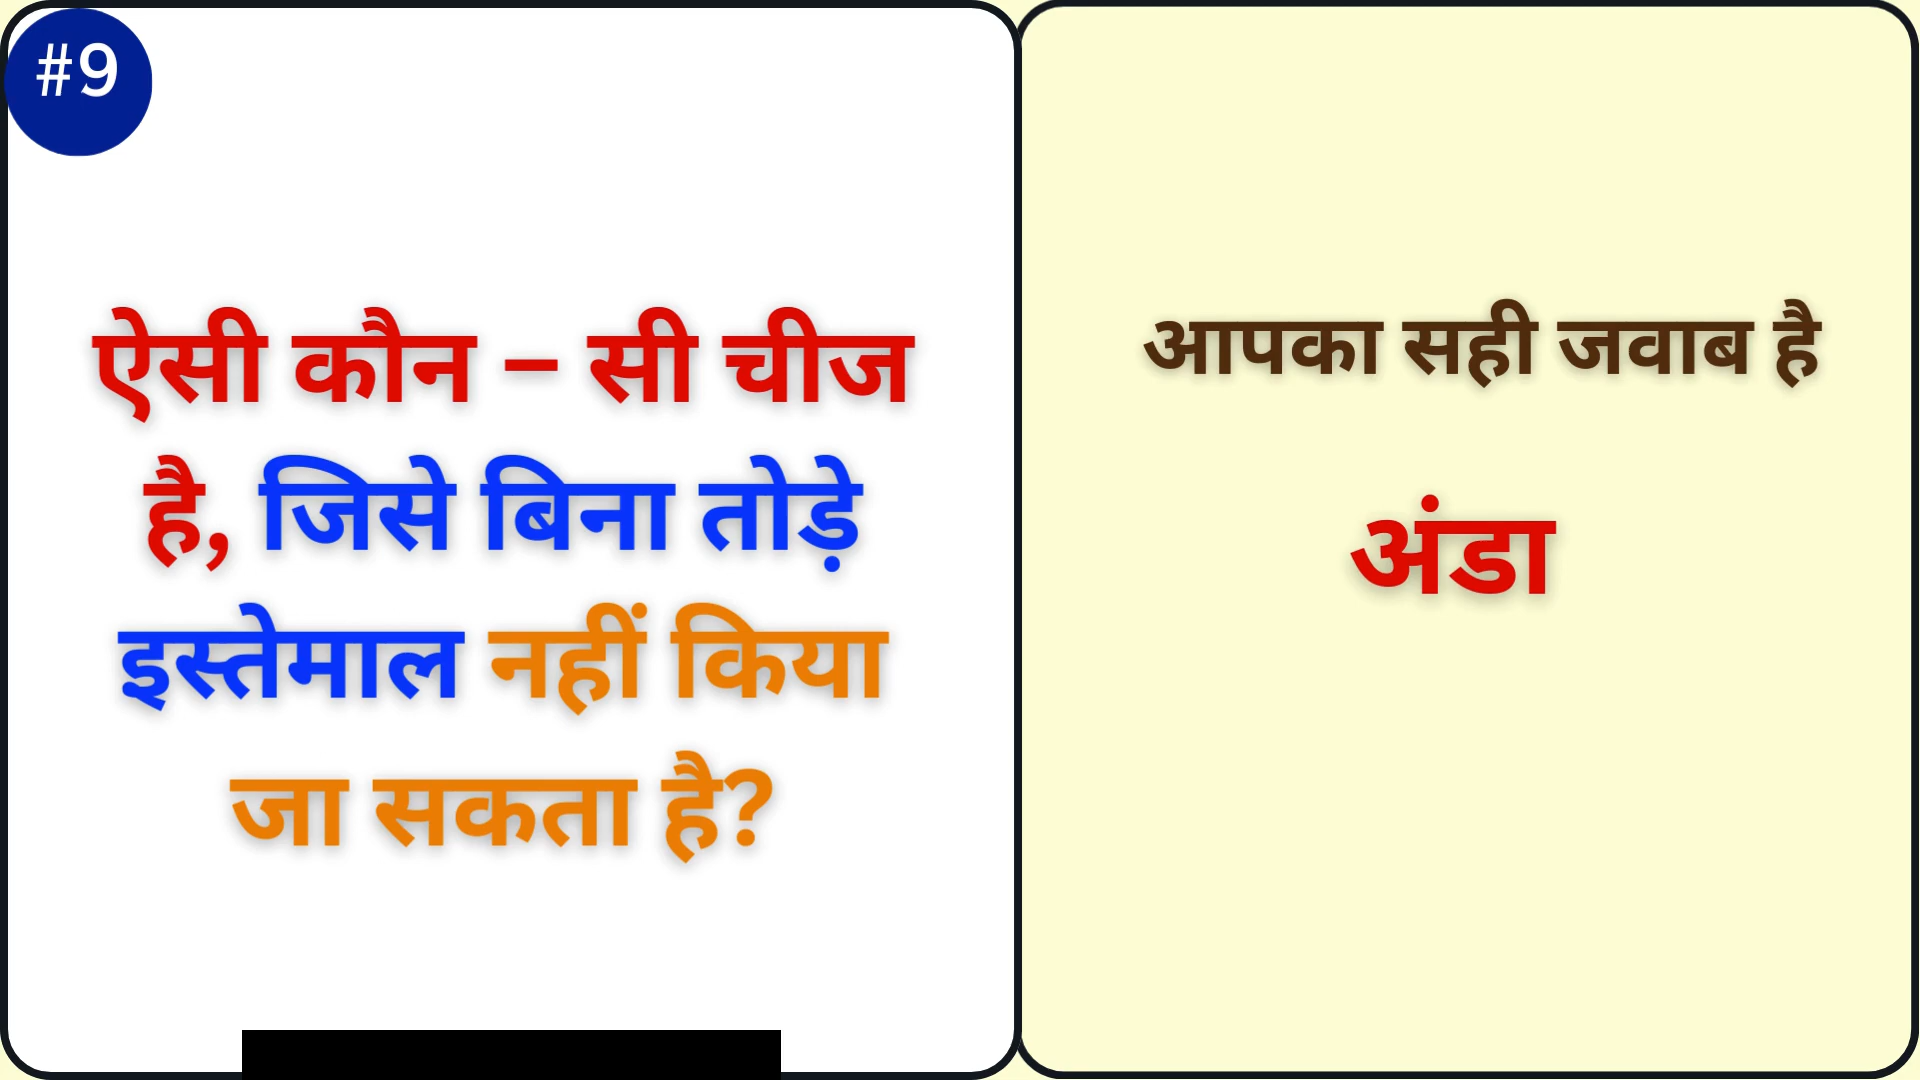 #9
ऐसी कौन – सी चीज
है, जिसे बिना तोड़े
इस्तेमाल नहीं किया
जा सकता है?
आपका सही जवाब है
अंडा